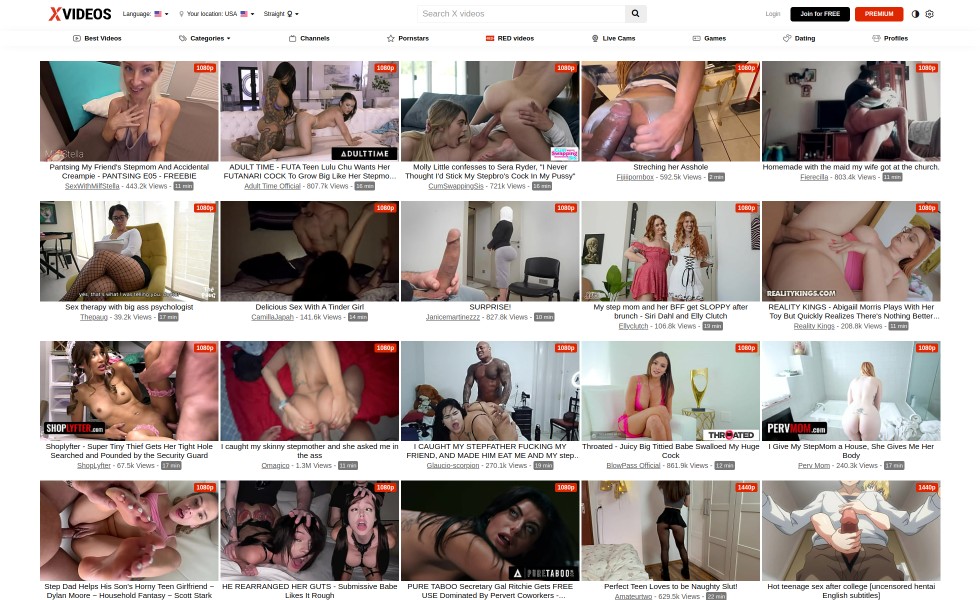 XVIDEOS
Language:
Your location: USA
Straight
Search X videos
Login
Join for FREE
PREMIUM
Best Videos
Categories
Channels
Pornstars
RED videos
Live Cams
Games
Dating
Profiles
1080p
1080p
1080p
1080p
1080p
ADULT TIME
Pantsing My Friend's Stepmom And Accidental
Creampie - PANTSING E05 - FREEBIE
SexWithMilfStella - 443.2k Views - 11 min
ADULT TIME - FUTA Teen Lulu Chu Wants Her
FUTANARI COCK To Grow Big Like Her Stepmo...
Adult Time Official - 807.7k Views - 16 min
Molly Little confesses to Sera Ryder, "I Never
Thought I'd Stick My Stepbro's Cock In My Pussy"
CumSwappingSis - 721k Views - 16 min
Streching her Asshole
Fijiiipornbox - 592.5k Views - 2 min
Homemade with the maid my wife got at the church.
Fierecilla - 803.4k Views - 11 min
1080p
1080p
1080p
1080p
1080p
REALITYKINGS.COM
Sex therapy with big ass psychologist
Thepaug - 39.2k Views - 17 min
Delicious Sex With A Tinder Girl
CamillaJapah - 141.6k Views - 14 min
SURPRISE!
Janicemartinezzz - 827.8k Views - 10 min
My step mom and her BFF get SLOPPY after
brunch - Siri Dahl and Elly Clutch
Ellyclutch - 106.8k Views - 19 min
REALITY KINGS - Abigaiil Morris Plays With Her
Toy But Quickly Realizes There's Nothing Better...
Reality Kings - 208.8k Views - 11 min
1080p
1080p
1080p
1080p
1080p
SHOPLYFTER.com
THROATED
PERVMOM.com
Shoplyfter - Super Tiny Thief Gets Her Tight Hole
Searched and Pounded by the Security Guard
ShopLyfter - 67.5k Views - 17 min
I caught my skinny stepmother and she asked me in
the ass
Omagico - 1.3M Views - 11 min
I CAUGHT MY STEPFATHER FUCKING MY
FRIEND, AND MADE HIM EAT ME AND MY step...
Glaucio-scorpion - 270.1k Views - 19 min
Throated - Juicy Big Tittied Babe Swalloed My Huge
Cock
BlowPass Official - 861.9k Views - 12 min
I Give My StepMom a House, She Gives Me Her
Body
Perv Mom - 240.3k Views - 17 min
1080p
1080p
1080p
1440p
1440p
PURETABOO
Step Dad Helps His Son's Horny Teen Girlfriend ~
Dylan Moore ~ Household Fantasy ~ Scott Stark
HE REARRANGED HER GUTS - Submissive Babe
Likes It Rough
PURE TABOO Secretary Gal Ritchie Gets FREE
USE Dominated By Pervert Coworkers -...
Perfect Teen Loves to be Naughty Slut!
Amateurtwo - 629.5k Views - 22 min
Hot teenage sex after college [uncensored hentai
English subtitles]